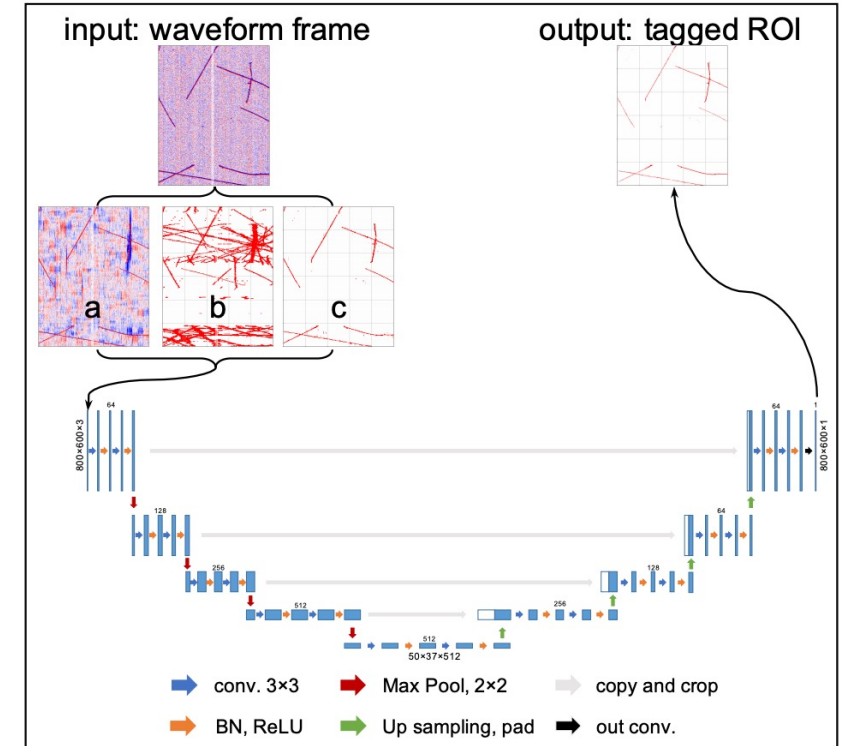 input: waveform frame
output: tagged ROI
a
b
c
64
800×600×3
64
1
800×600×1
128
64
256
128
512
256
512
50×37×512
conv. 3×3
Max Pool, 2×2
copy and crop
BN, ReLU
Up sampling, pad
out conv.